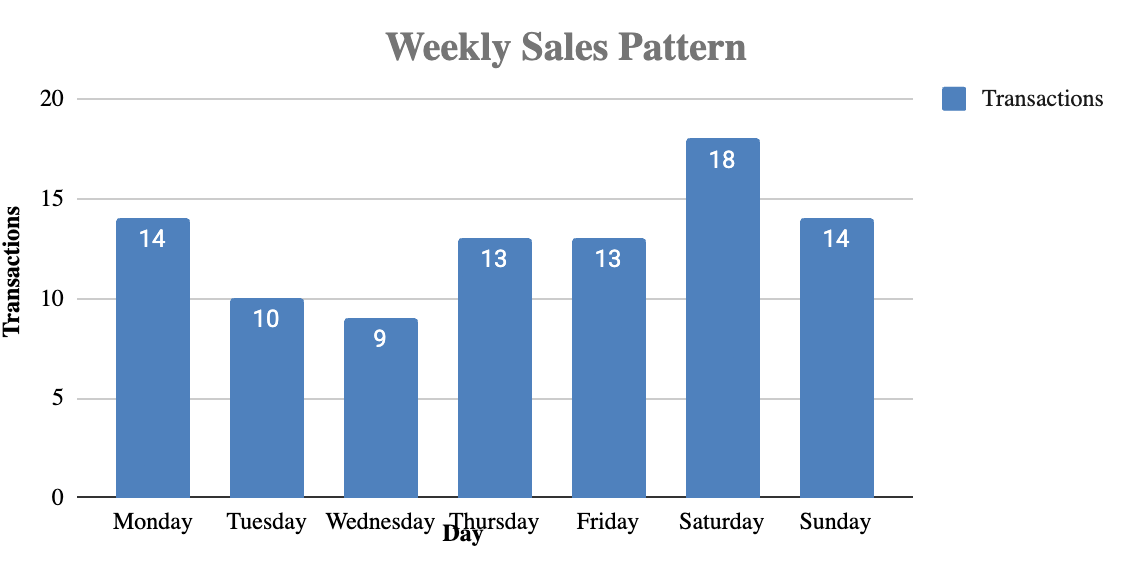 Weekly Sales Pattern
Transactions
20
15
10
5
0
Transactions
14
10
9
13
13
18
14
Monday Tuesday Wednesday Thursday Friday Saturday Sunday
Day